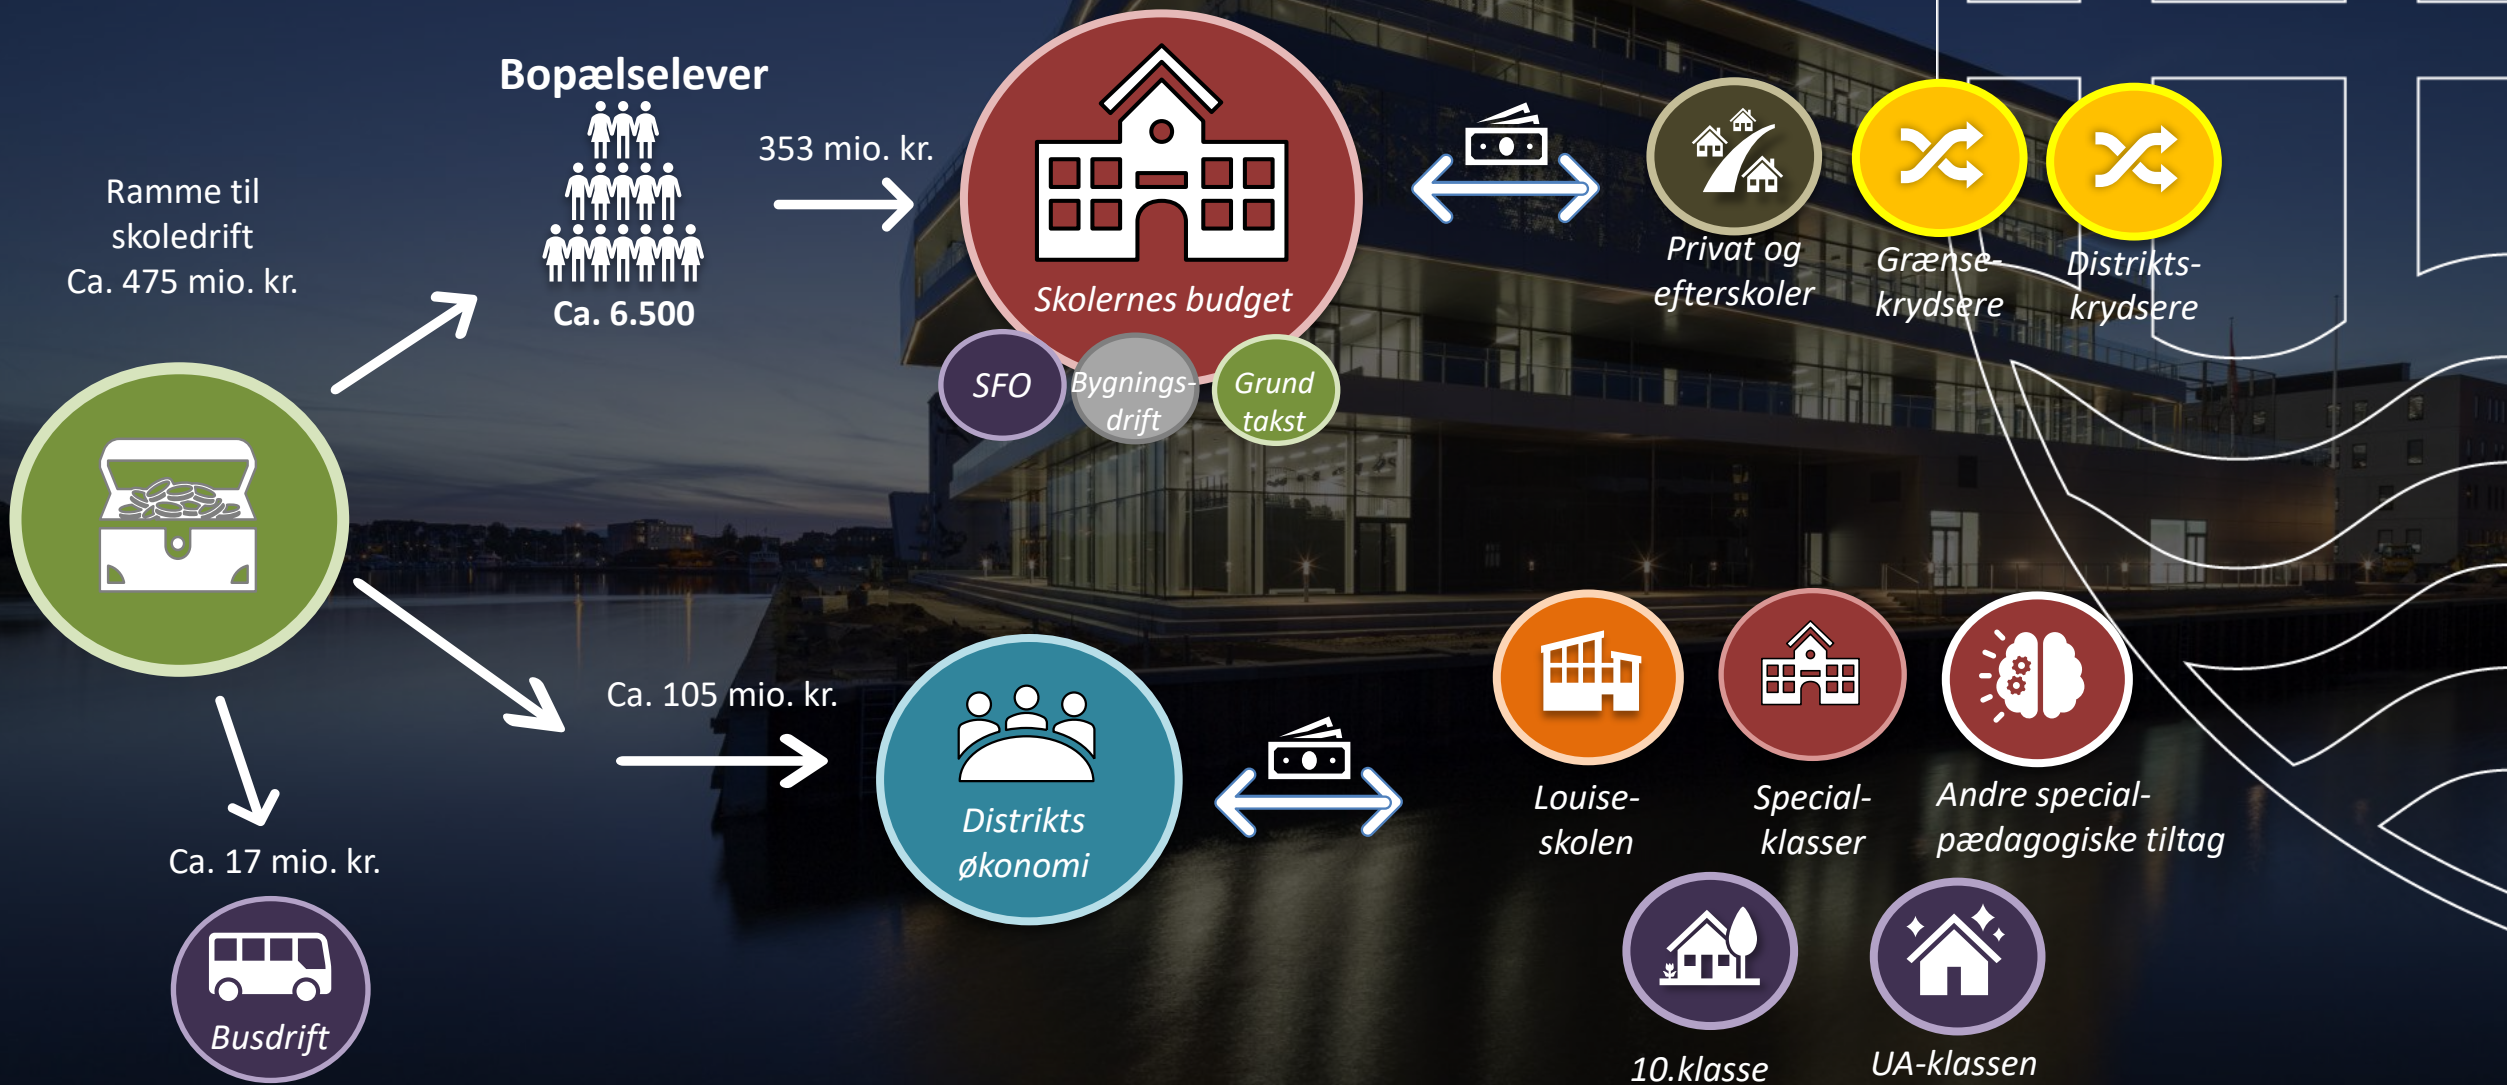 Bopælselever
Ca. 6.500
353 mio. kr.
Ramme til
skoledrift
Ca. 475 mio. kr.
Skolernes budget
SFO
Bygnings-
drift
Grund
takst
Privat og
efterskoler
Grænse-
krydsere
Distrikts-
krydsere
Ca. 105 mio. kr.
Distrikts
økonomi
Louise-
skolen
Special-
klasser
Andre special-
pædagogiske tiltag
10.klasse
UA-klassen
Ca. 17 mio. kr.
Busdrift